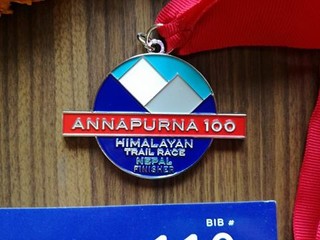 ANNAPURNA 100
HIMALAYAN
TRAIL RACE
NEPAL
FINISHER
BIB #